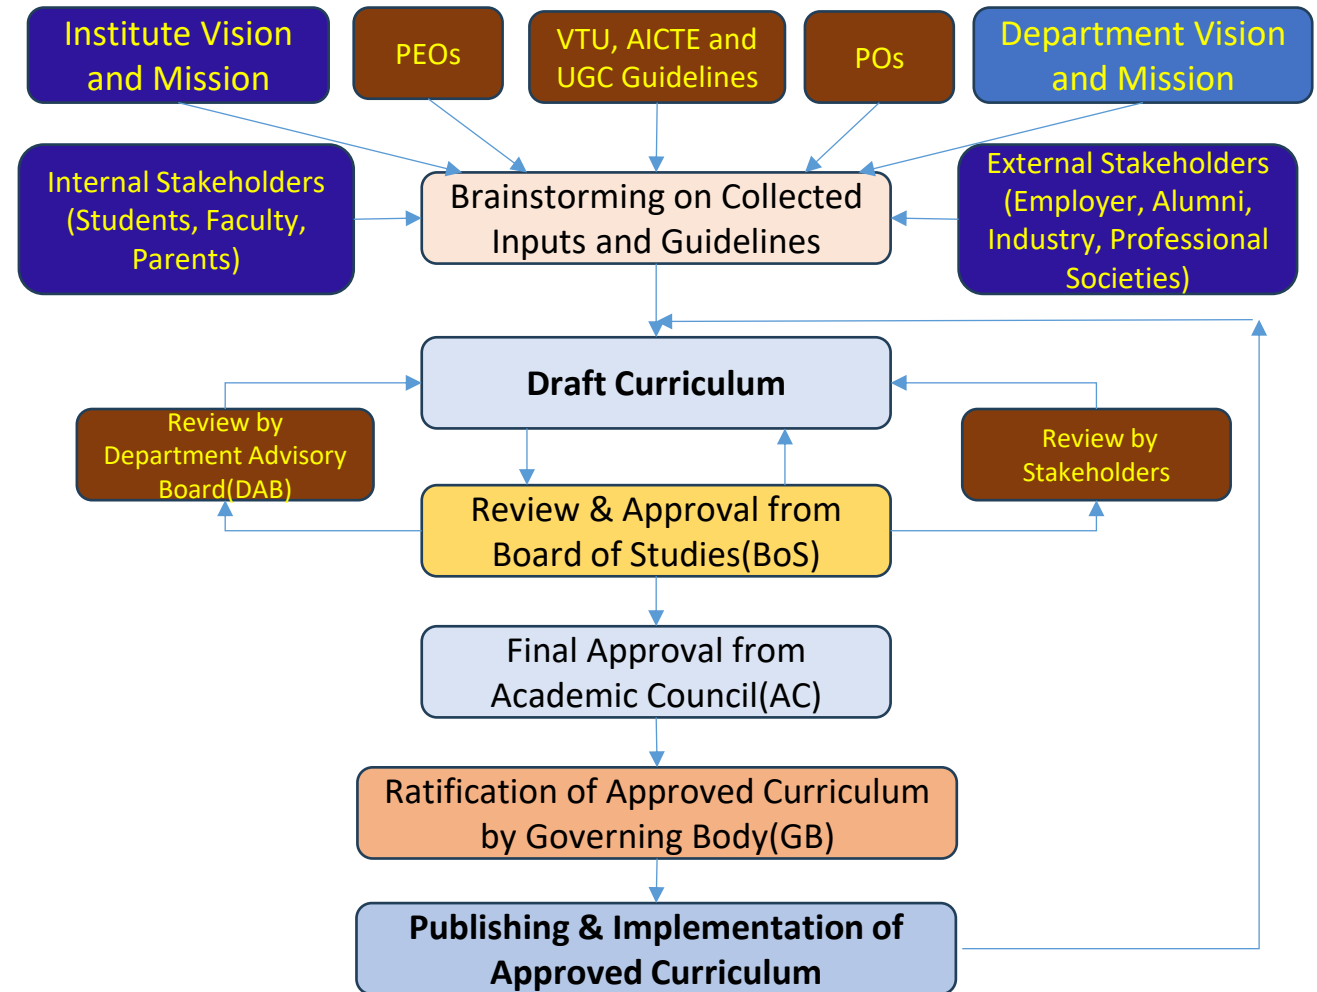 Institute Vision
and Mission
PEOs
VTU, AICTE and
UGC Guidelines
POs
Department Vision
and Mission
Internal Stakeholders
(Students, Faculty,
Parents)
Brainstorming on Collected
Inputs and Guidelines
External Stakeholders
(Employer, Alumni,
Industry, Professional
Societies)
Draft Curriculum
Review by
Department Advisory
Board(DAB)
Review by
Stakeholders
Review & Approval from
Board of Studies(BoS)
Final Approval from
Academic Council(AC)
Ratification of Approved Curriculum
by Governing Body(GB)
Publishing & Implementation of
Approved Curriculum